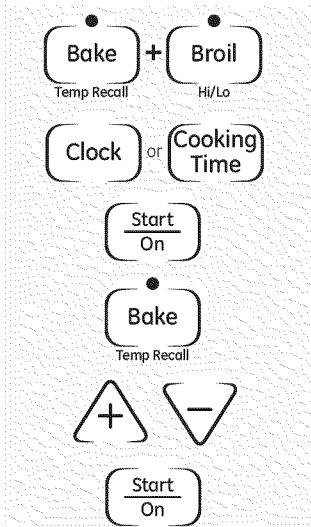 Bake + Broil
Temp Recall Hi/Lo
Clock or Cooking Time
Start
On
Bake
Temp Recall
+ −
Start
On